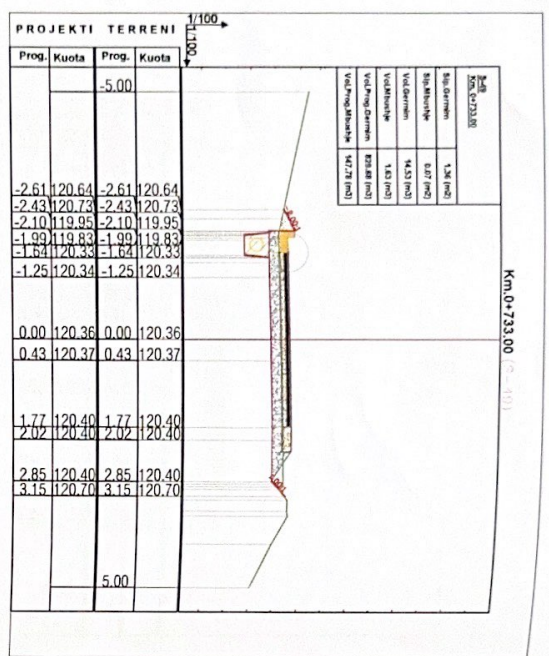 1/100
1/100
PROJEKTI TERRENI
Prog. Kuota Prog. Kuota
-5.00
-2.61 120.64 -2.61 120.64
-2.43 120.73 -2.43 120.73
-2.10 119.95 -2.10 119.95
-1.99 119.83 -1.99 119.83
-1.64 120.33 -1.64 120.33
-1.25 120.34 -1.25 120.34
0.00 120.36 0.00 120.36
0.43 120.37 0.43 120.37
1.77 120.40 1.77 120.40
2.02 120.40 2.02 120.40
2.85 120.40 2.85 120.40
3.15 120.70 3.15 120.70
5.00
S-49
Km.0+733.00
Sip.Germim 1.36 (m2)
Sip.Mbushje 0.07 (m2)
Vol.Germim 14.53 (m3)
Vol.Mbushje 1.63 (m3)
Vol.Prog.Germim 829.88 (m3)
Vol.Prog.Mbushje 147.78 (m3)
Km.0+733.00 (S-49)